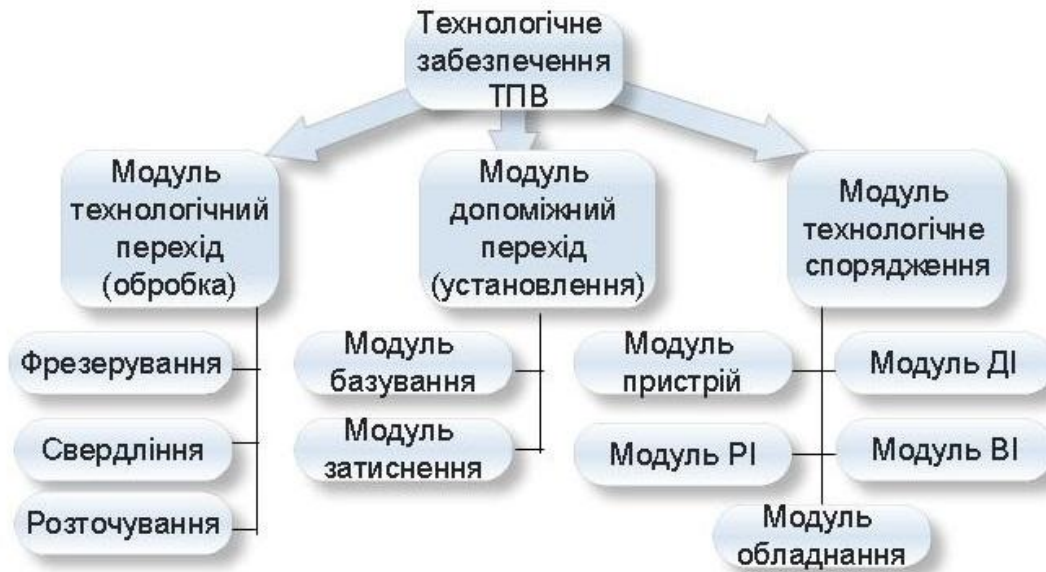 Технологічне
забезпечення
ТПВ
Модуль
технологічний
перехід
(обробка)
Фрезерування
Свердління
Розточування
Модуль
допоміжний
перехід
(установлення)
Модуль
базування
Модуль
затиснення
Модуль
технологічне
спорядження
Модуль
пристрій
Модуль ДІ
Модуль РІ
Модуль ВІ
Модуль
обладнання